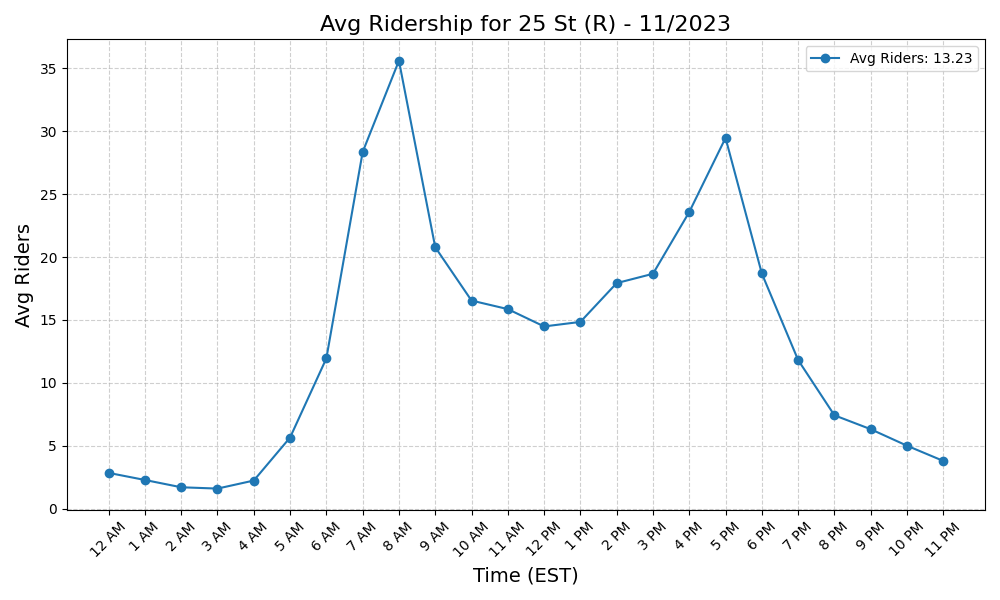 Avg Ridership for 25 St (R) - 11/2023
Avg Riders: 13.23
Avg Riders
35
30
25
20
15
10
5
0
12 AM
1 AM
2 AM
3 AM
4 AM
5 AM
6 AM
7 AM
8 AM
9 AM
10 AM
11 AM
12 PM
1 PM
2 PM
3 PM
4 PM
5 PM
6 PM
7 PM
8 PM
9 PM
10 PM
11 PM
Time (EST)